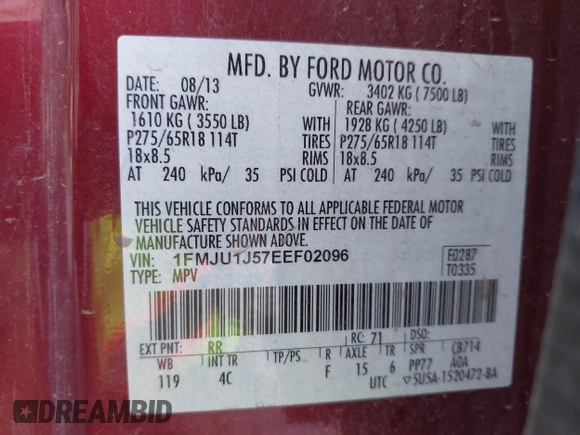 MFD. BY FORD MOTOR CO.
DATE: 08/13 GVWR: 3402 KG ( 7500 LB)
FRONT GAWR: REAR GAWR:
1610 KG ( 3550 LB) WITH 1928 KG ( 4250 LB) WITH
P275/65R18 114T TIRES P275/65R18 114T TIRES
18x8.5 RIMS 18x8.5 RIMS
AT 240 kPa/ 35 PSI COLD AT 240 kPa/ 35 PSI COLD
THIS VEHICLE CONFORMS TO ALL APPLICABLE FEDERAL MOTOR
VEHICLE SAFETY STANDARDS IN EFFECT ON THE DATE OF
MANUFACTURE SHOWN ABOVE.
VIN: 1FMJU1J57EEF02096 F0287
TYPE: MPV T0335
EXT PNT: RR RC: 71 DSO:
WB INT TR TP/PS R AXLE TR SPR CB714
119 4C F 15 6 PP77 AOA
UTC 5U5A-1520472-BA
DREAMBID